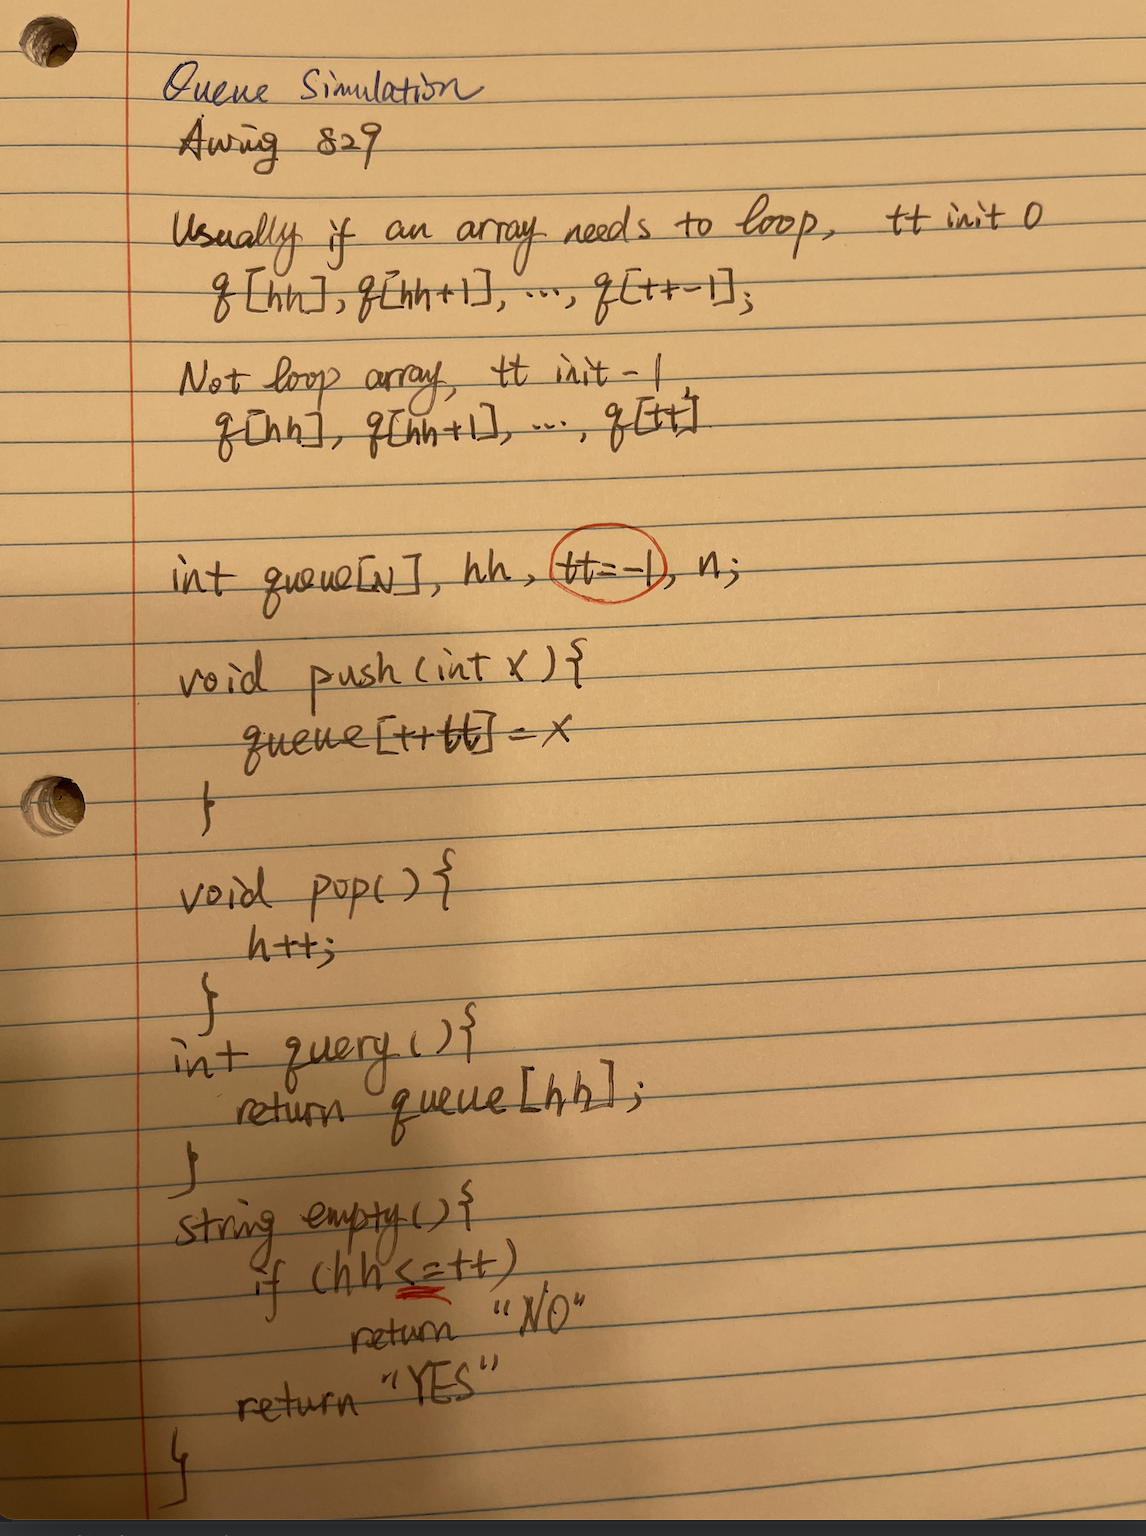 Queue Simulation
Awing 829
Usually if an array needs to loop, tt init 0
q[hh], q[hh+1], ..., q[tt-1];
Not loop array, tt init -1
q[hh], q[hh+1], ..., q[tt]
int queue[N], hh, tt=-1, n;
void push(int x){
queue[++tt] = x
}
void pop(){
h++;
}
int query(){
return queue[hh];
}
string empty(){
if (hh<=tt)
return "NO"
return "YES"
}